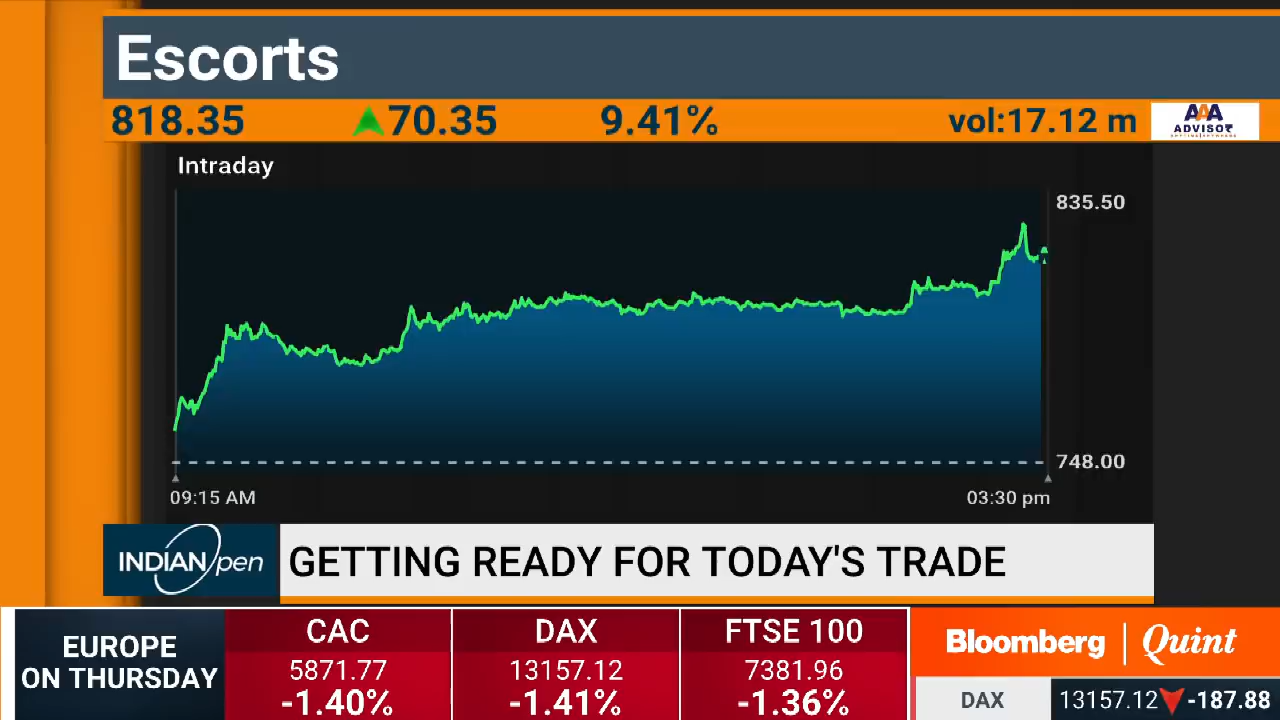 Escorts
818.35 70.35 9.41% vol:17.12 m
AAA
ADVISOR
Intraday
835.50
748.00
09:15 AM 03:30 pm
INDIAN Open GETTING READY FOR TODAY'S TRADE
EUROPE
ON THURSDAY
CAC
5871.77
-1.40%
DAX
13157.12
-1.41%
FTSE 100
7381.96
-1.36%
Bloomberg | Quint
DAX 13157.12 -187.88